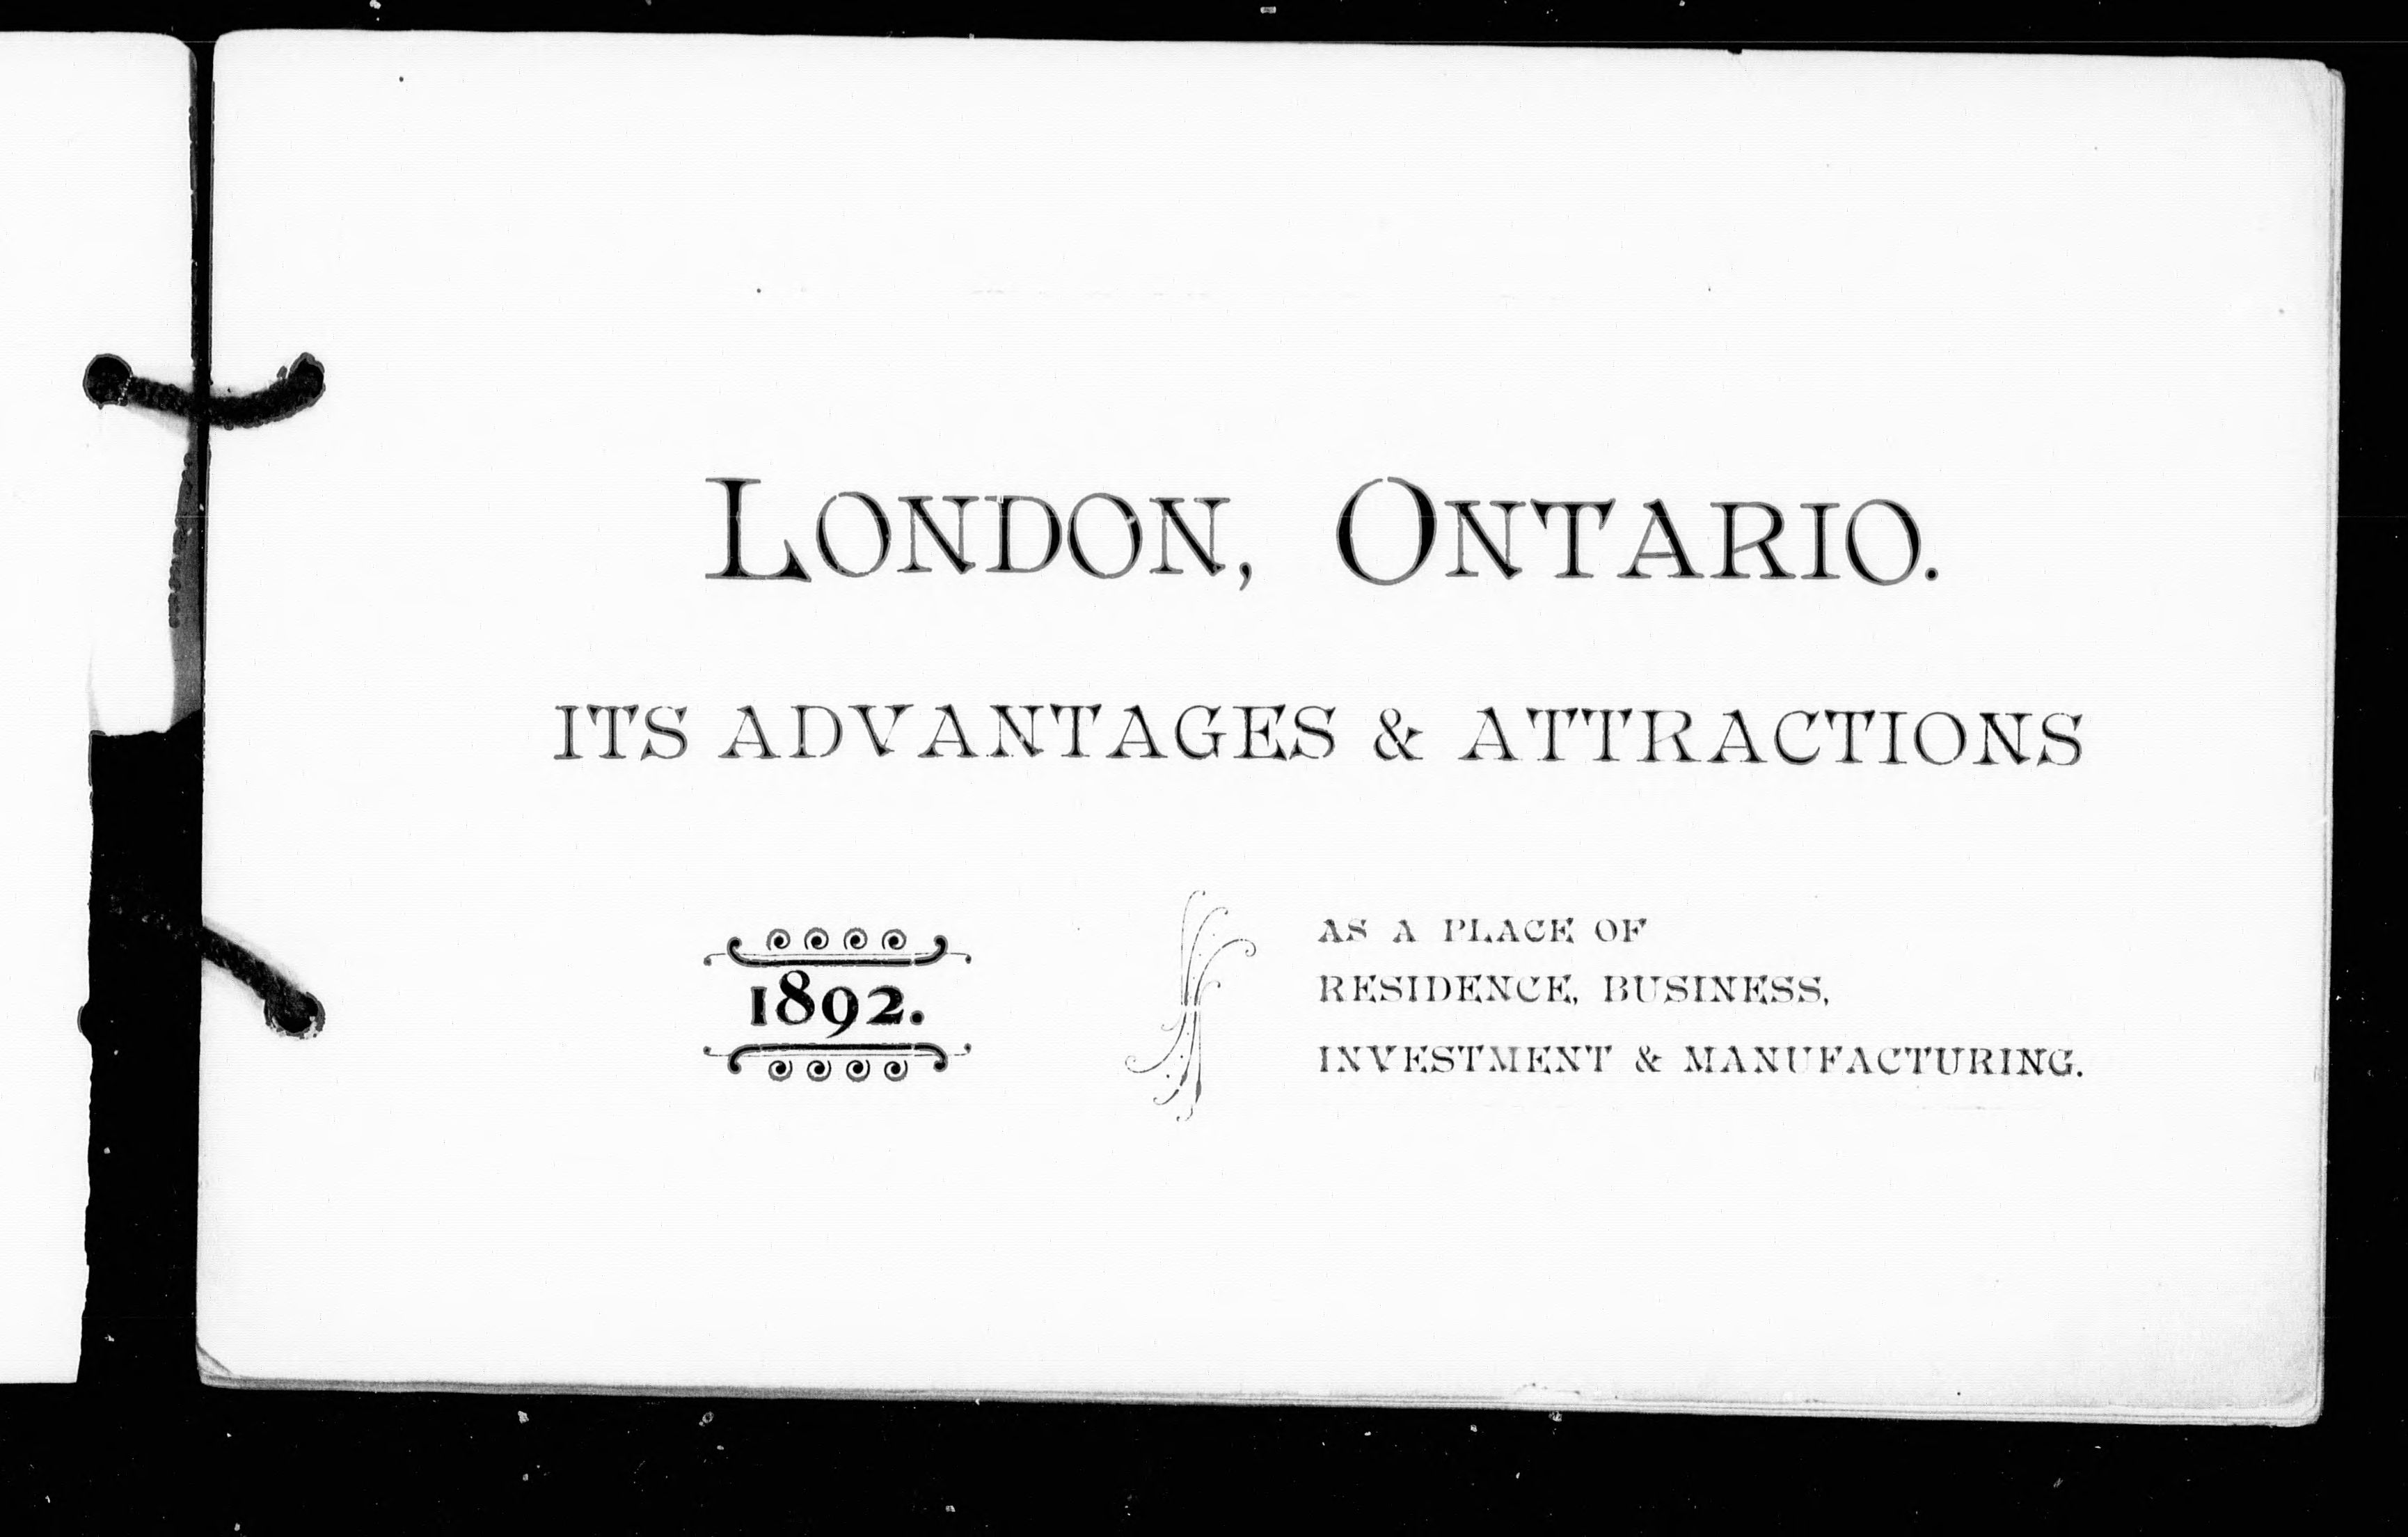 LONDON, ONTARIO.
ITS ADVANTAGES & ATTRACTIONS
1892.
AS A PLACE OF
RESIDENCE, BUSINESS,
INVESTMENT & MANUFACTURING.